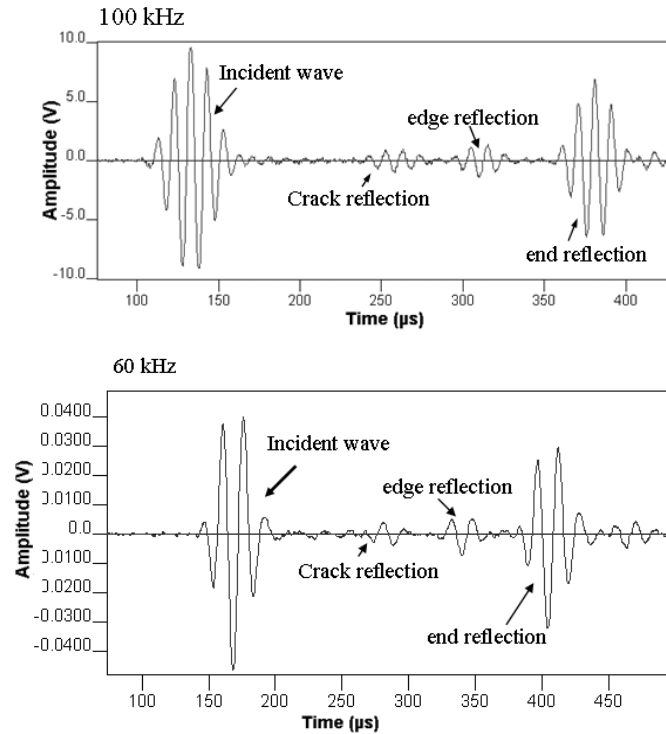 100 kHz
10.0
5.0
0.0
-5.0
-10.0
Amplitude (V)
Incident wave
edge reflection
Crack reflection
end reflection
100 150 200 250 300 350 400
Time (µs)
60 kHz
0.0400
0.0300
0.0200
0.0100
0.0
0.0100
0.0200
-0.0300
-0.0400
Amplitude (V)
Incident wave
edge reflection
Crack reflection
end reflection
100 150 200 250 300 350 400 450
Time (µs)